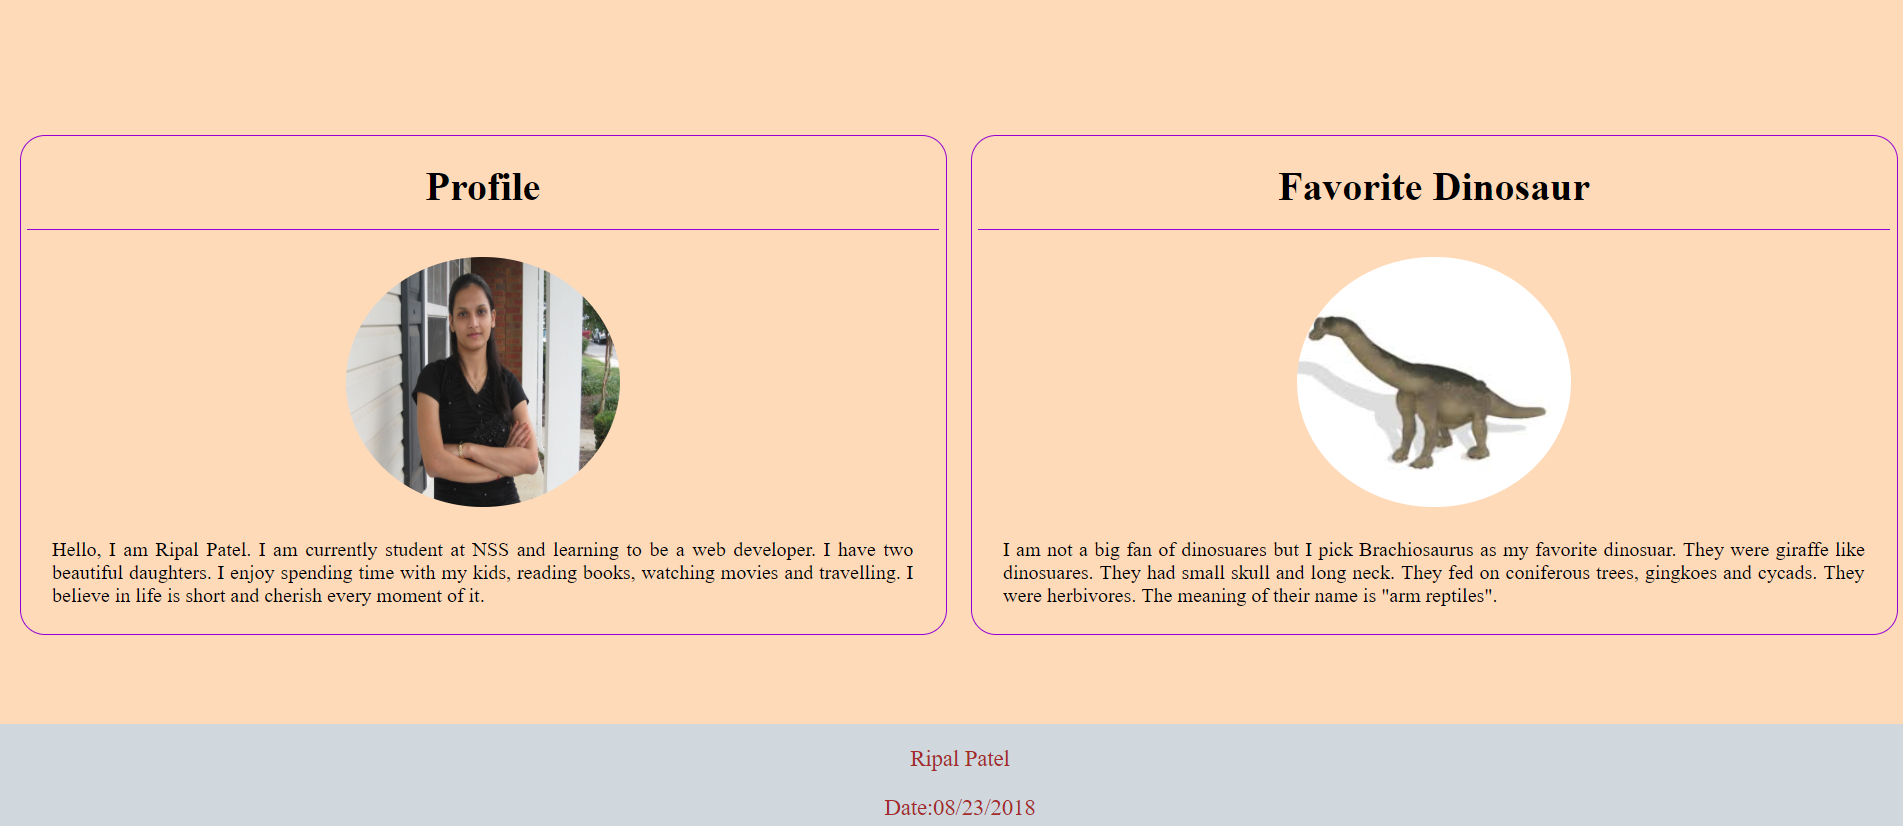 Profile
Hello, I am Ripal Patel. I am currently student at NSS and learning to be a web developer. I have two
beautiful daughters. I enjoy spending time with my kids, reading books, watching movies and travelling. I
believe in life is short and cherish every moment of it.
Favorite Dinosaur
I am not a big fan of dinosuares but I pick Brachiosaurus as my favorite dinosuar. They were giraffe like
dinosuares. They had small skull and long neck. They fed on coniferous trees, gingkoes and cycads. They
were herbivores. The meaning of their name is "arm reptiles".
Ripal Patel
Date:08/23/2018